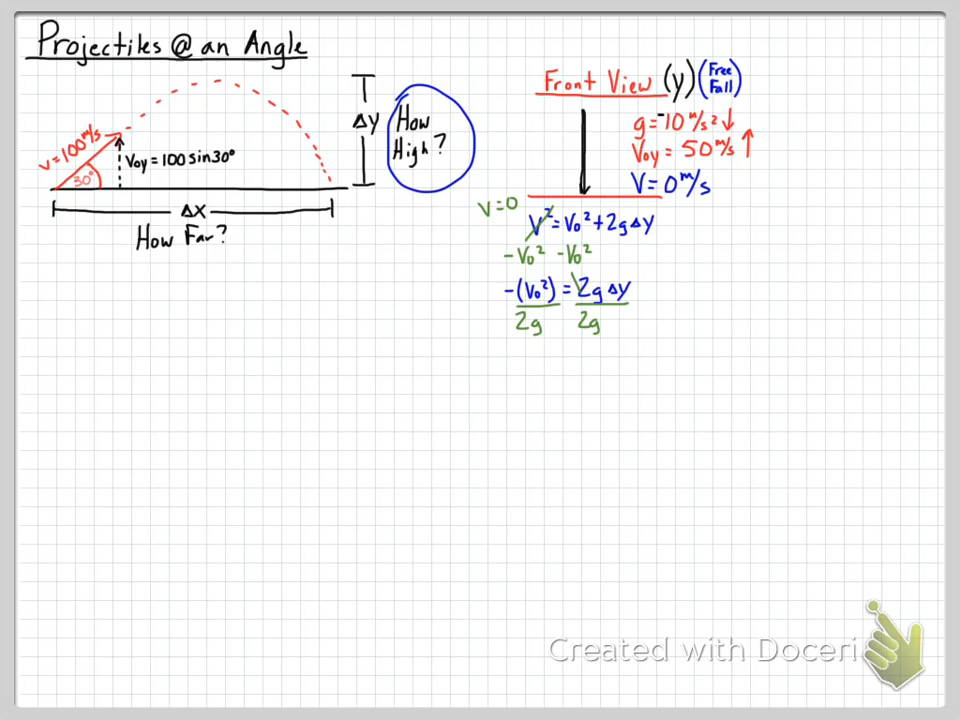 Projectiles @ an Angle
V=100m/s
30°
Voy = 100 sin30°
Δy
How
High?
Δx
How Far?
Front View (y) (Free Fall)
g=-10 m/s² ↓
Voy = 50 m/s ↑
V = 0 m/s
V=0
V² = Vo² + 2gΔy
-Vo² -Vo²
-(Vo²) = 2gΔy
2g 2g
Created with Doceri